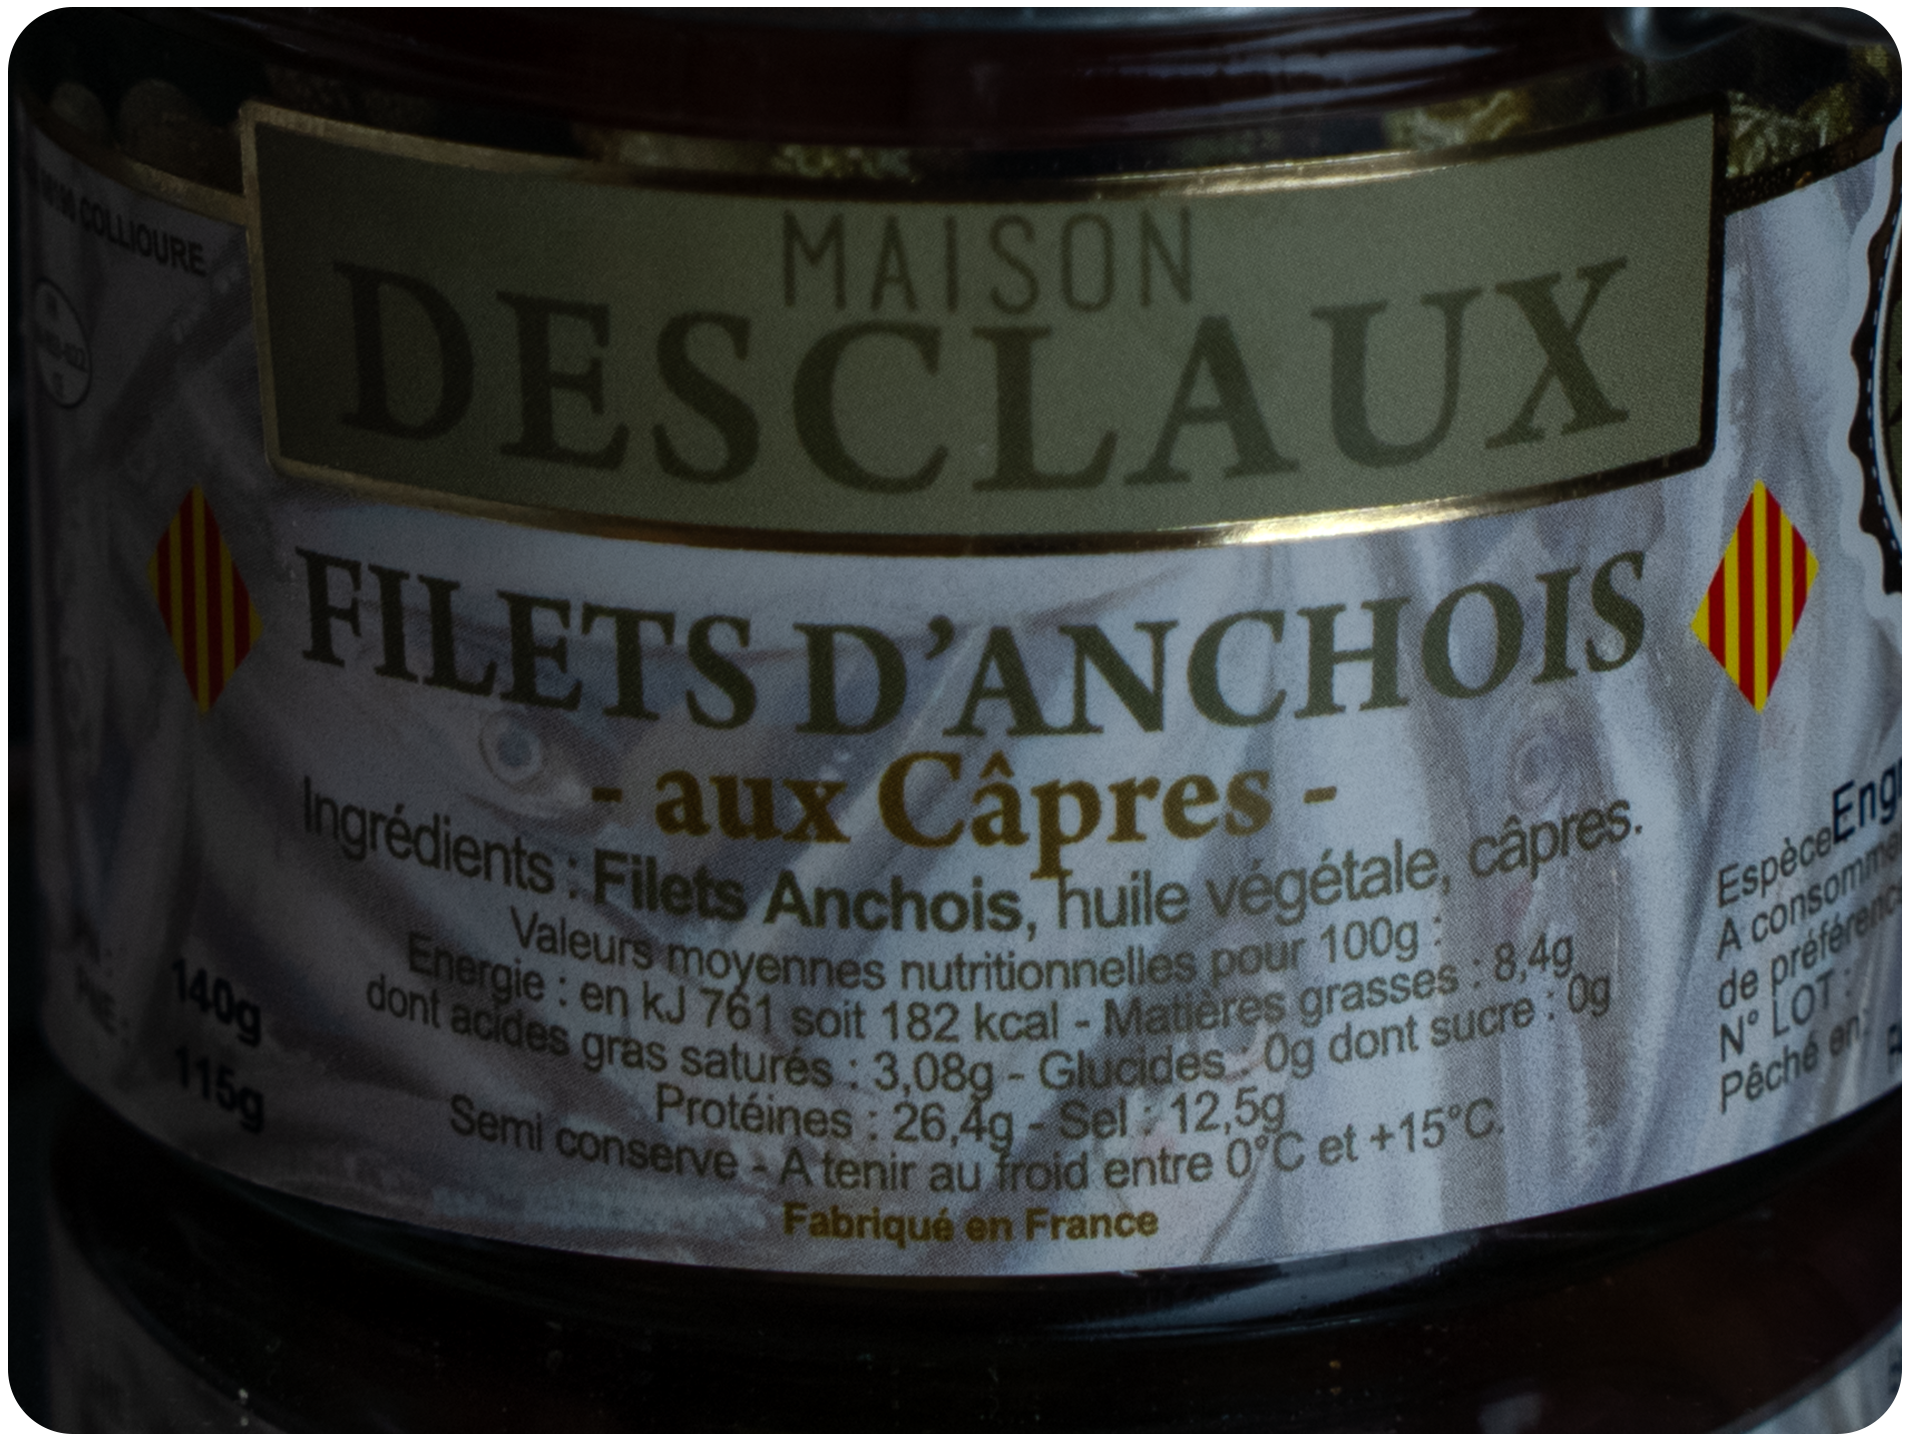 COLLIOURE
MAISON
DESCLAUX
FILETS D'ANCHOIS
- aux Câpres -
Ingrédients : Filets Anchois, huile végétale, câpres.
Valeurs moyennes nutritionnelles pour 100g :
Energie : en kJ 761 soit 182 kcal - Matières grasses : 8,4g
dont acides gras saturés : 3,08g - Glucides 0g dont sucre : 0g
Protéines : 26,4g - Sel : 12,5g
Semi conserve - A tenir au froid entre 0°C et +15°C.
Fabriqué en France
140g
115g
Espèce
A consommer
de préférence
N° LOT :
Pêché en: